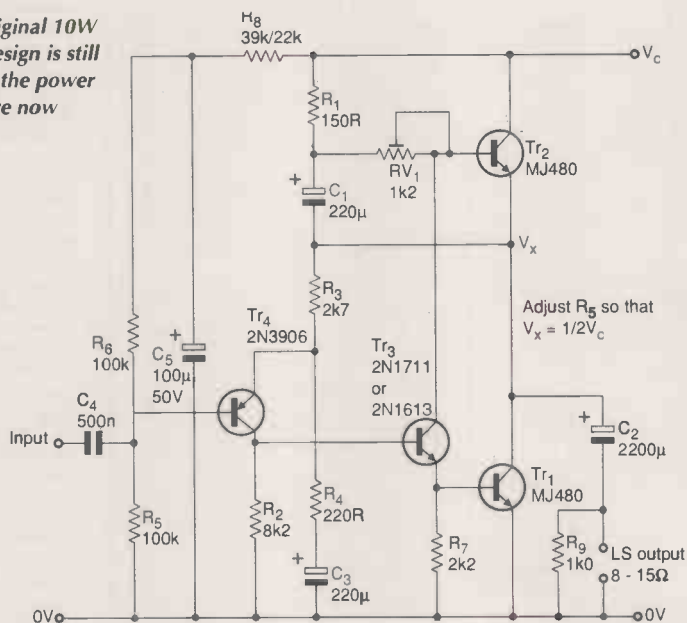 10W
design is still
the power
now
R8
39k/22k
Vc
R1
150R
Tr2
MJ480
RV1
1k2
+
C1
220µ
Vx
R3
2k7
Adjust R5 so that
Vx = 1/2Vc
Tr4
2N3906
R6
100k
+
C5
100µ
50V
Tr3
2N1711
or
2N1613
C4
500n
Input
+
C2
2200µ
Tr1
MJ480
R2
8k2
R4
220R
R5
100k
R7
2k2
R9
1k0
LS output
8 - 15Ω
+
C3
220µ
0V
0V